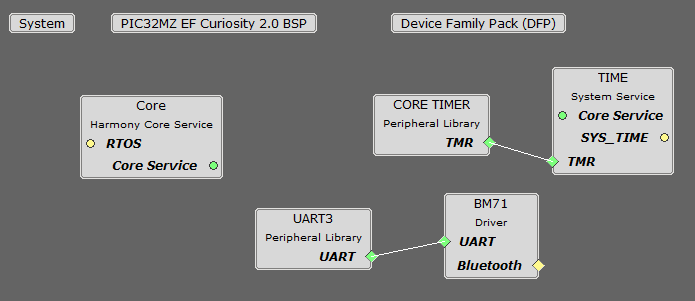 System
PIC32MZ EF Curiosity 2.0 BSP
Device Family Pack (DFP)
Core
Harmony Core Service
RTOS
Core Service
CORE TIMER
Peripheral Library
TMR
TIME
System Service
Core Service
SYS_TIME
TMR
UART3
Peripheral Library
UART
BM71
Driver
UART
Bluetooth